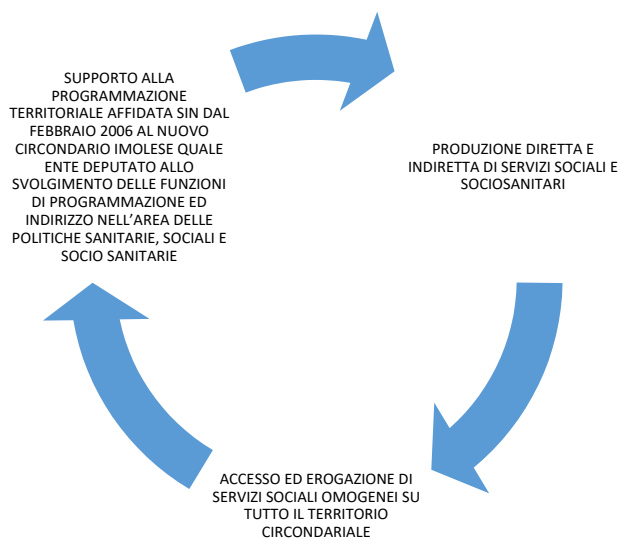 SUPPORTO ALLA
PROGRAMMAZIONE
TERRITORIALE AFFIDATA SIN DAL
FEBBRAIO 2006 AL NUOVO
CIRCONDARIO IMOLESE QUALE
ENTE DEPUTATO ALLO
SVOLGIMENTO DELLE FUNZIONI
DI PROGRAMMAZIONE ED
INDIRIZZO NELL'AREA DELLE
POLITICHE SANITARIE, SOCIALI E
SOCIO SANITARIE
PRODUZIONE DIRETTA E
INDIRETTA DI SERVIZI SOCIALI E
SOCIOSANITARI
ACCESSO ED EROGAZIONE DI
SERVIZI SOCIALI OMOGENEI SU
TUTTO IL TERRITORIO
CIRCONDARIALE